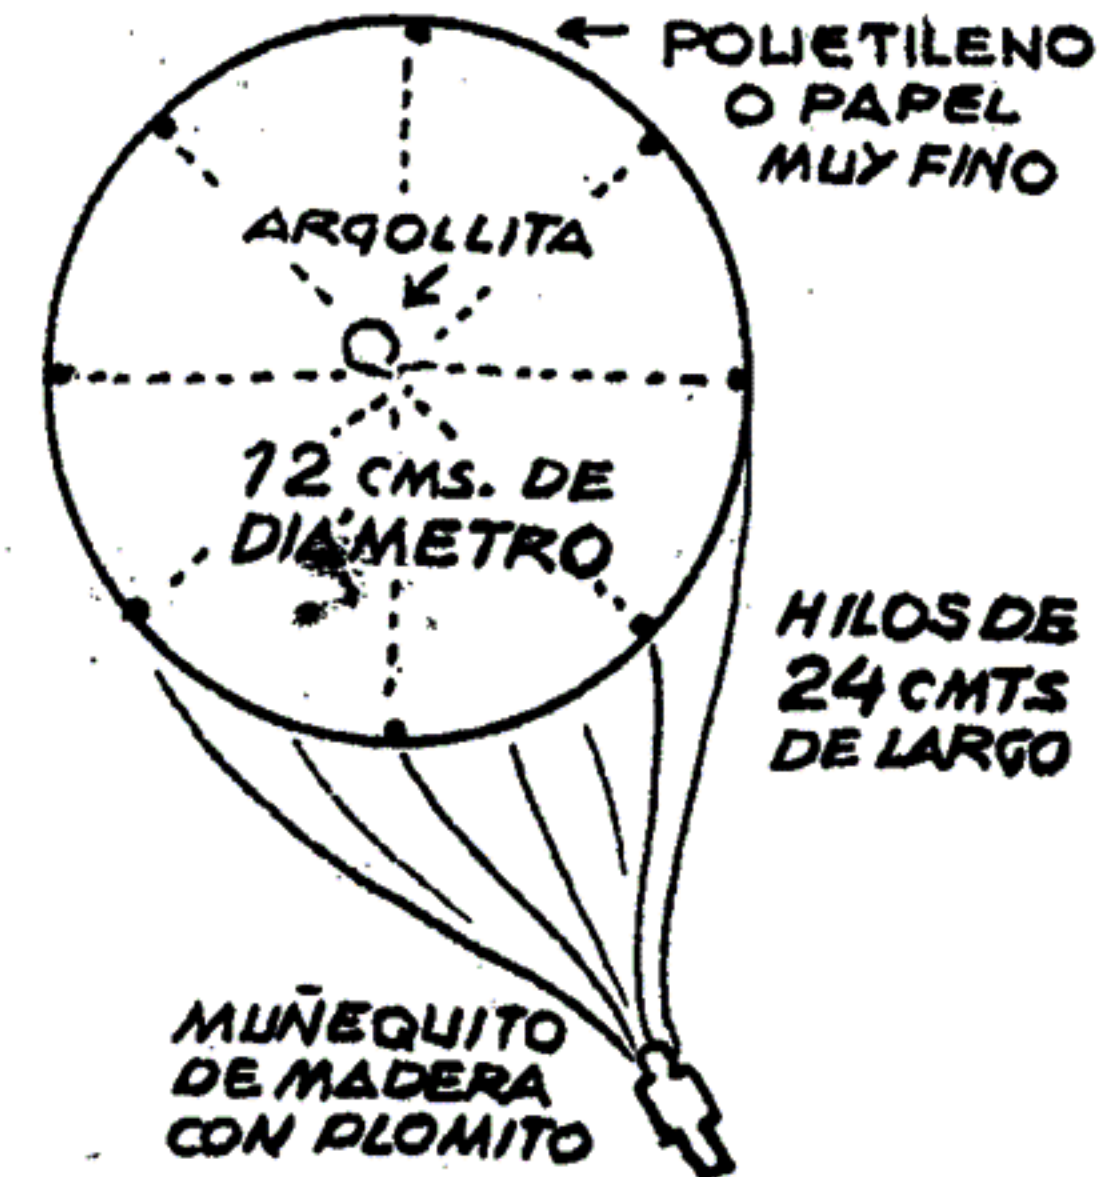 POLIETILENO
O PAPEL
MUY FINO
ARGOLLITA
12 CMS. DE
DIÁMETRO
HILOS DE
24 CMTS
DE LARGO
MUÑEQUITO
DE MADERA
CON PLOMITO